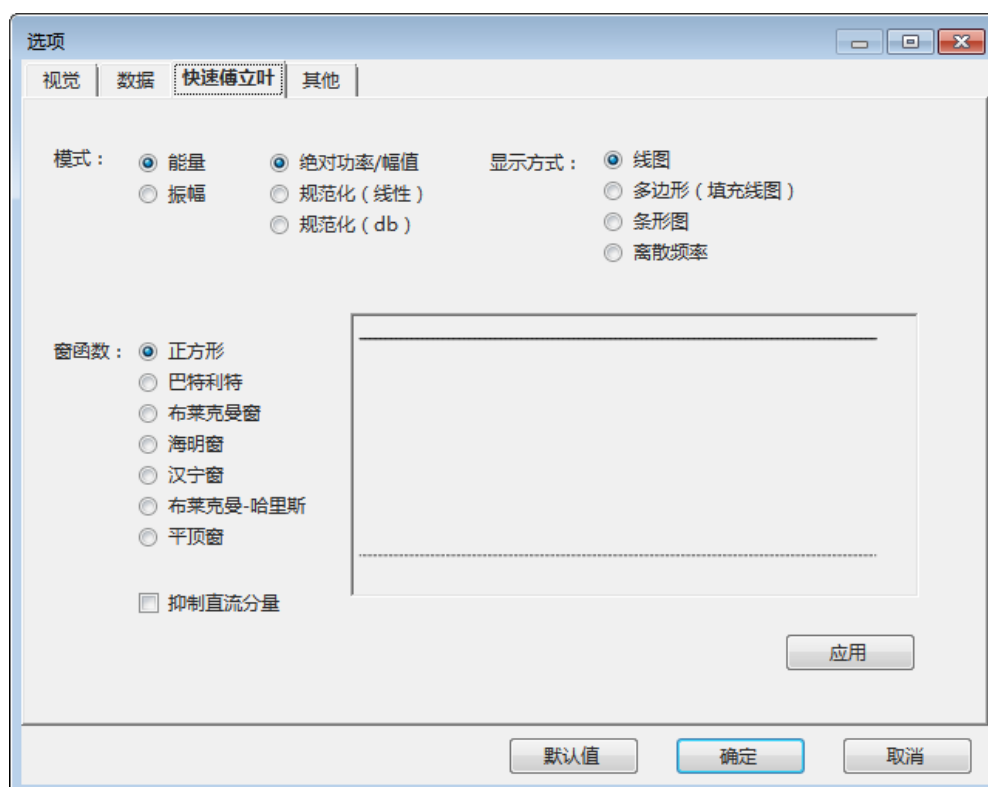 选项
视觉 数据 快速傅立叶 其他
模式： 能量 绝对功率/幅值 显示方式： 线图
振幅 规范化（线性） 多边形（填充线图）
规范化（db） 条形图
离散频率
窗函数： 正方形
巴特利特
布莱克曼窗
海明窗
汉宁窗
布莱克曼-哈里斯
平顶窗
抑制直流分量
应用
默认值 确定 取消